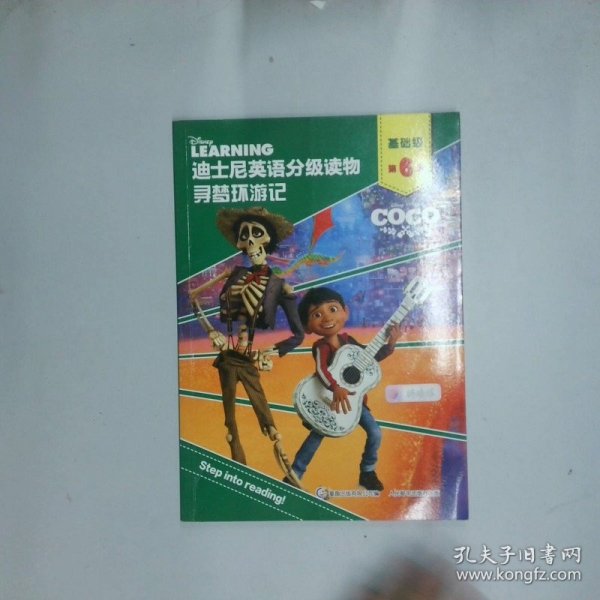 Disney
LEARNING
迪士尼英语分级读物
寻梦环游记
基础级
第6
COCO
Step into reading!
孔夫子旧书网
www.kongfz.com